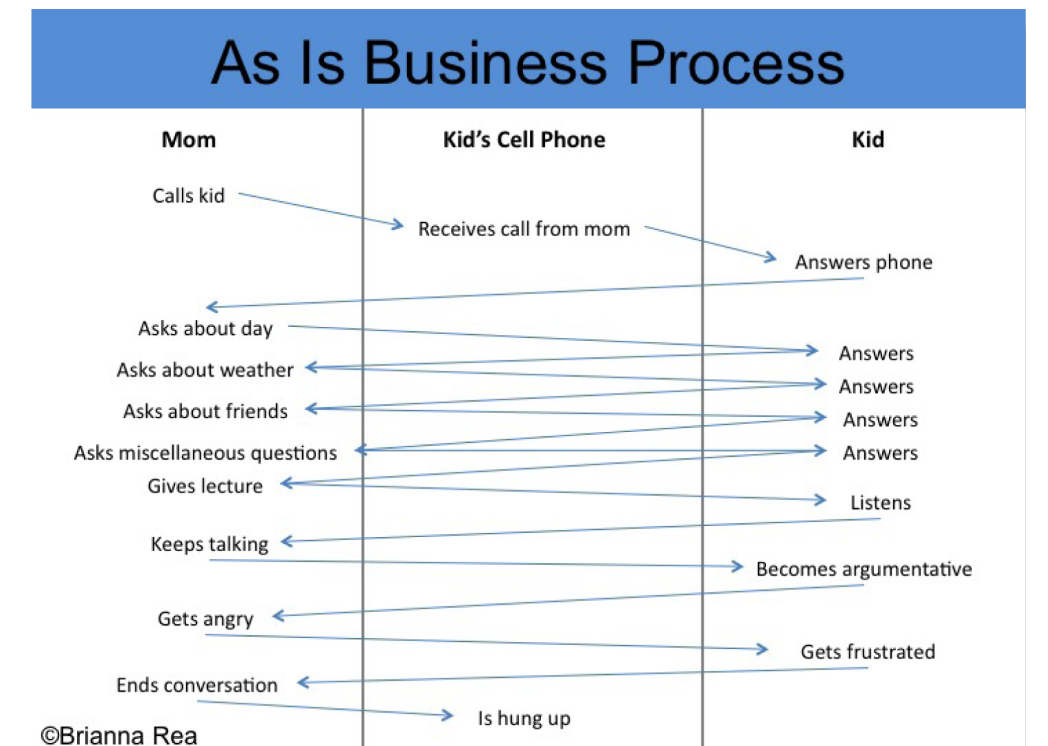 As Is Business Process
Mom Kid's Cell Phone Kid
Calls kid
Receives call from mom
Answers phone
Asks about day
Answers
Asks about weather
Answers
Asks about friends
Answers
Asks miscellaneous questions
Answers
Gives lecture
Listens
Keeps talking
Becomes argumentative
Gets angry
Gets frustrated
Ends conversation
Is hung up
©Brianna Rea